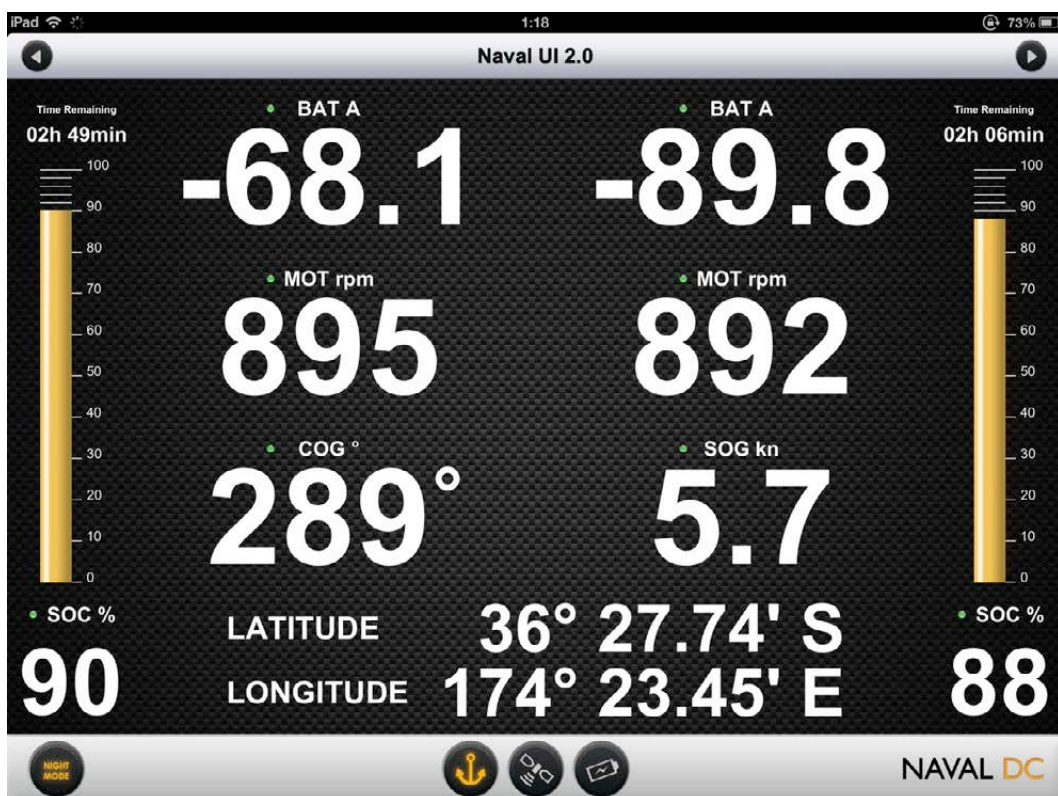 iPad 1:18 73%
Naval UI 2.0
Time Remaining BAT A BAT A Time Remaining
02h 49min -68.1 -89.8 02h 06min
100 100
90 90
80 80
MOT rpm MOT rpm
70 70
895 892
60 60
50 50
40 40
COG ° SOG kn
30 30
289° 5.7
20 20
10 10
0 0
SOC % SOC %
LATITUDE 36° 27.74' S
90 LONGITUDE 174° 23.45' E 88
NIGHT
MODE
NAVAL DC